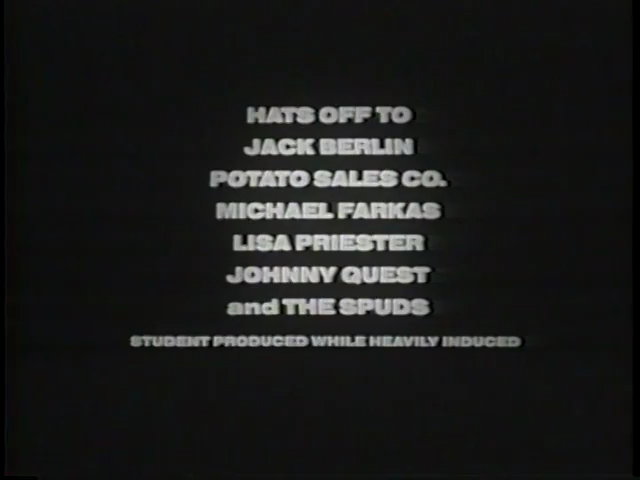 HATS OFF TO
JACK BERLIN
POTATO SALES CO.
MICHAEL FARKAS
LISA PRIESTER
JOHNNY QUEST
and THE SPUDS
STUDENT PRODUCED WHILE HEAVILY INDUCED